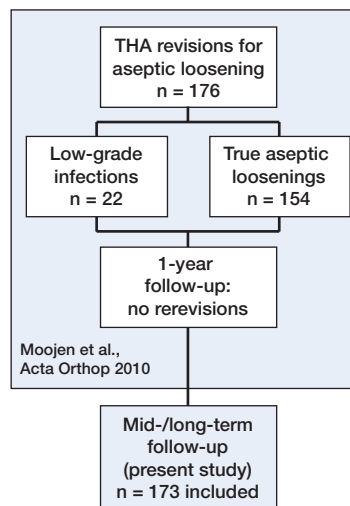 THA revisions for
aseptic loosening
n = 176
Low-grade
infections
n = 22
True aseptic
loosenings
n = 154
1-year
follow-up:
no rerevisions
Moojen et al.,
Acta Orthop 2010
Mid-/long-term
follow-up
(present study)
n = 173 included